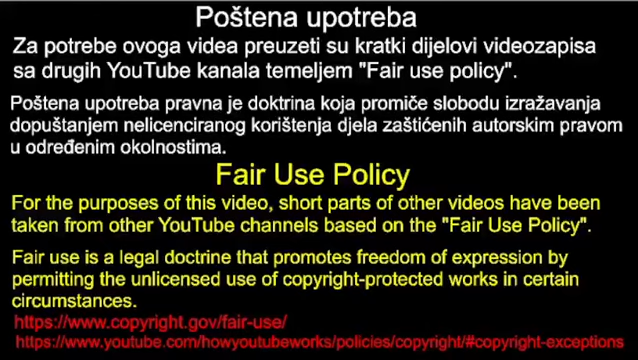 Poštena upotreba
Za potrebe ovoga videa preuzeti su kratki dijelovi videozapisa
sa drugih YouTube kanala temeljem "Fair use policy".
Poštena upotreba pravna je doktrina koja promiče slobodu izražavanja
dopuštanjem nelicenciranog korištenja djela zaštićenih autorskim pravom
u određenim okolnostima.
Fair Use Policy
For the purposes of this video, short parts of other videos have been
taken from other YouTube channels based on the "Fair Use Policy".
Fair use is a legal doctrine that promotes freedom of expression by
permitting the unlicensed use of copyright-protected works in certain
circumstances.
https://www.copyright.gov/fair-use/
https://www.youtube.com/howyoutubeworks/policies/copyright/#copyright-exceptions